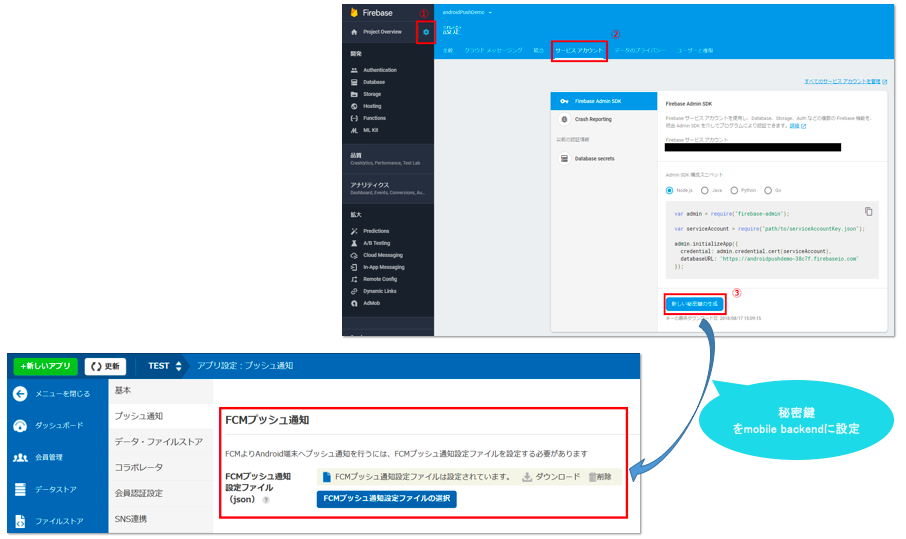 Firebase
①
androidPushDemo
Project Overview
設定
②
全般
クラウド メッセージング
統合
サービス アカウント
データのプライバシー
ユーザーと権限
開発
Authentication
Database
Storage
Hosting
Functions
ML Kit
品質
Crashlytics, Performance, Test Lab
アナリティクス
Dashboard, Events, Conversions, Au...
拡大
Predictions
A/B Testing
Cloud Messaging
In-App Messaging
Remote Config
Dynamic Links
AdMob
すべてのサービス アカウントを管理
Firebase Admin SDK
Crash Reporting
以前の認証情報
Database secrets
Firebase Admin SDK
Firebase サービス アカウントを使用し、Database、Storage、Auth などの複数の Firebase 機能を、
統合 Admin SDK を介してプログラムにより認証できます。詳細
Firebase サービス アカウント
Admin SDK 構成スニペット
Node.js
Java
Python
Go
var admin = require("firebase-admin");
var serviceAccount = require("path/to/serviceAccountKey.json");
admin.initializeApp({
credential: admin.credential.cert(serviceAccount),
databaseURL: "https://androidpushdemo-38c7f.firebaseio.com"
});
新しい秘密鍵の生成
③
キーの最終ダウンロード日 2018/08/17 15:09:15
+新しいアプリ
更新
TEST
アプリ設定：プッシュ通知
メニューを閉じる
ダッシュボード
会員管理
データストア
ファイルストア
基本
プッシュ通知
データ・ファイルストア
コラボレータ
会員認証設定
SNS連携
FCMプッシュ通知
FCMよりAndroid端末へプッシュ通知を行うには、FCMプッシュ通知設定ファイルを設定する必要があります
FCMプッシュ通知
設定ファイル
（json）
FCMプッシュ通知設定ファイルは設定されています。
ダウンロード
削除
FCMプッシュ通知設定ファイルの選択
秘密鍵
をmobile backendに設定